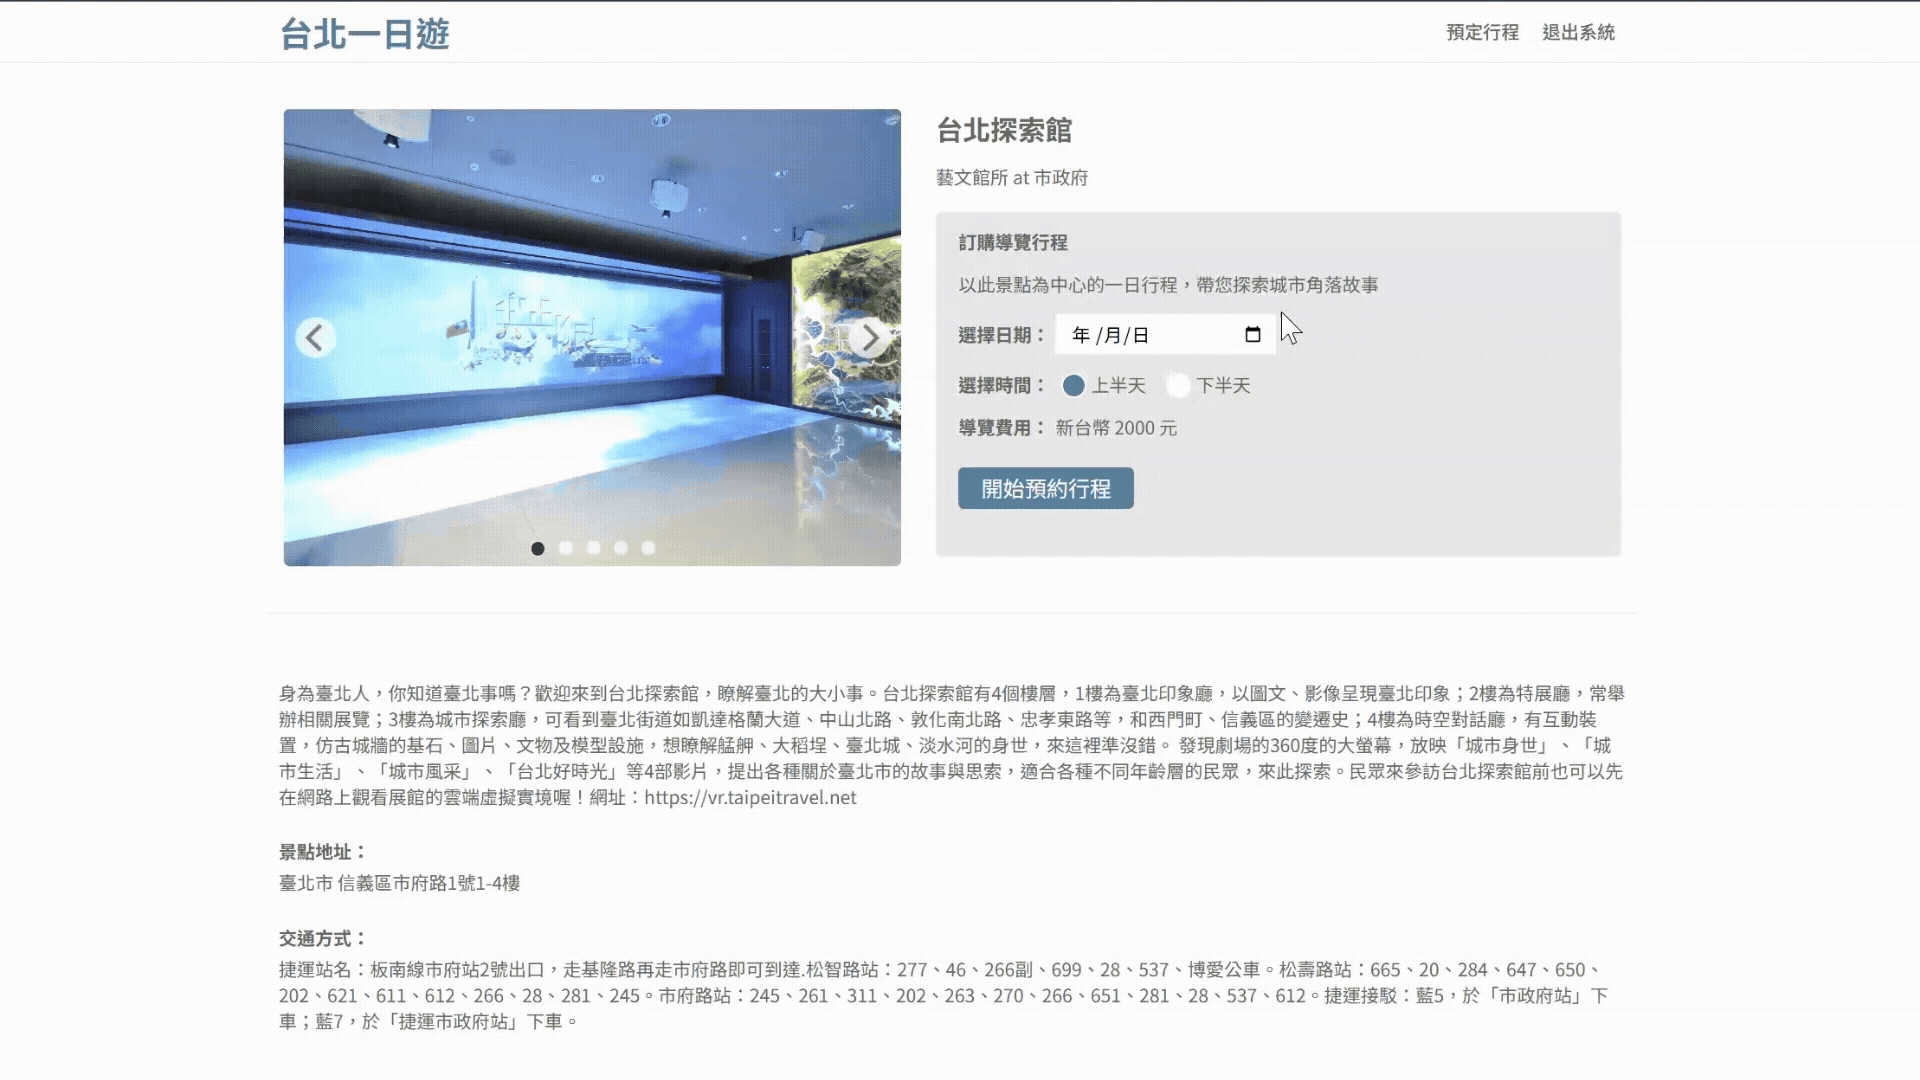 台北一日遊
預定行程 退出系統
台北探索館
藝文館所 at 市政府
訂購導覽行程
以此景點為中心的一日行程，帶您探索城市角落故事
選擇日期： 年 /月/日
選擇時間： 上半天 下半天
導覽費用： 新台幣 2000 元
開始預約行程
身為臺北人，你知道臺北事嗎？歡迎來到台北探索館，瞭解臺北的大小事。台北探索館有4個樓層，1樓為臺北印象廳，以圖文、影像呈現臺北印象；2樓為特展廳，常舉
辦相關展覽；3樓為城市探索廳，可看到臺北街道如凱達格蘭大道、中山北路、敦化南北路、忠孝東路等，和西門町、信義區的變遷史；4樓為時空對話廳，有互動裝
置，仿古城牆的基石、圖片、文物及模型設施，想瞭解艋舺、大稻埕、臺北城、淡水河的身世，來這裡準沒錯。 發現劇場的360度的大螢幕，放映「城市身世」、「城
市生活」、「城市風采」、「台北好時光」等4部影片，提出各種關於臺北市的故事與思索，適合各種不同年齡層的民眾，來此探索。民眾來參訪台北探索館前也可以先
在網路上觀看展館的雲端虛擬實境喔！網址：https://vr.taipeitravel.net
景點地址：
臺北市 信義區市府路1號1-4樓
交通方式：
捷運站名：板南線市府站2號出口，走基隆路再走市府路即可到達.松智路站：277、46、266副、699、28、537、博愛公車。松壽路站：665、20、284、647、650、
202、621、611、612、266、28、281、245。市府路站：245、261、311、202、263、270、266、651、281、28、537、612。捷運接駁：藍5，於「市政府站」下
車；藍7，於「捷運市政府站」下車。